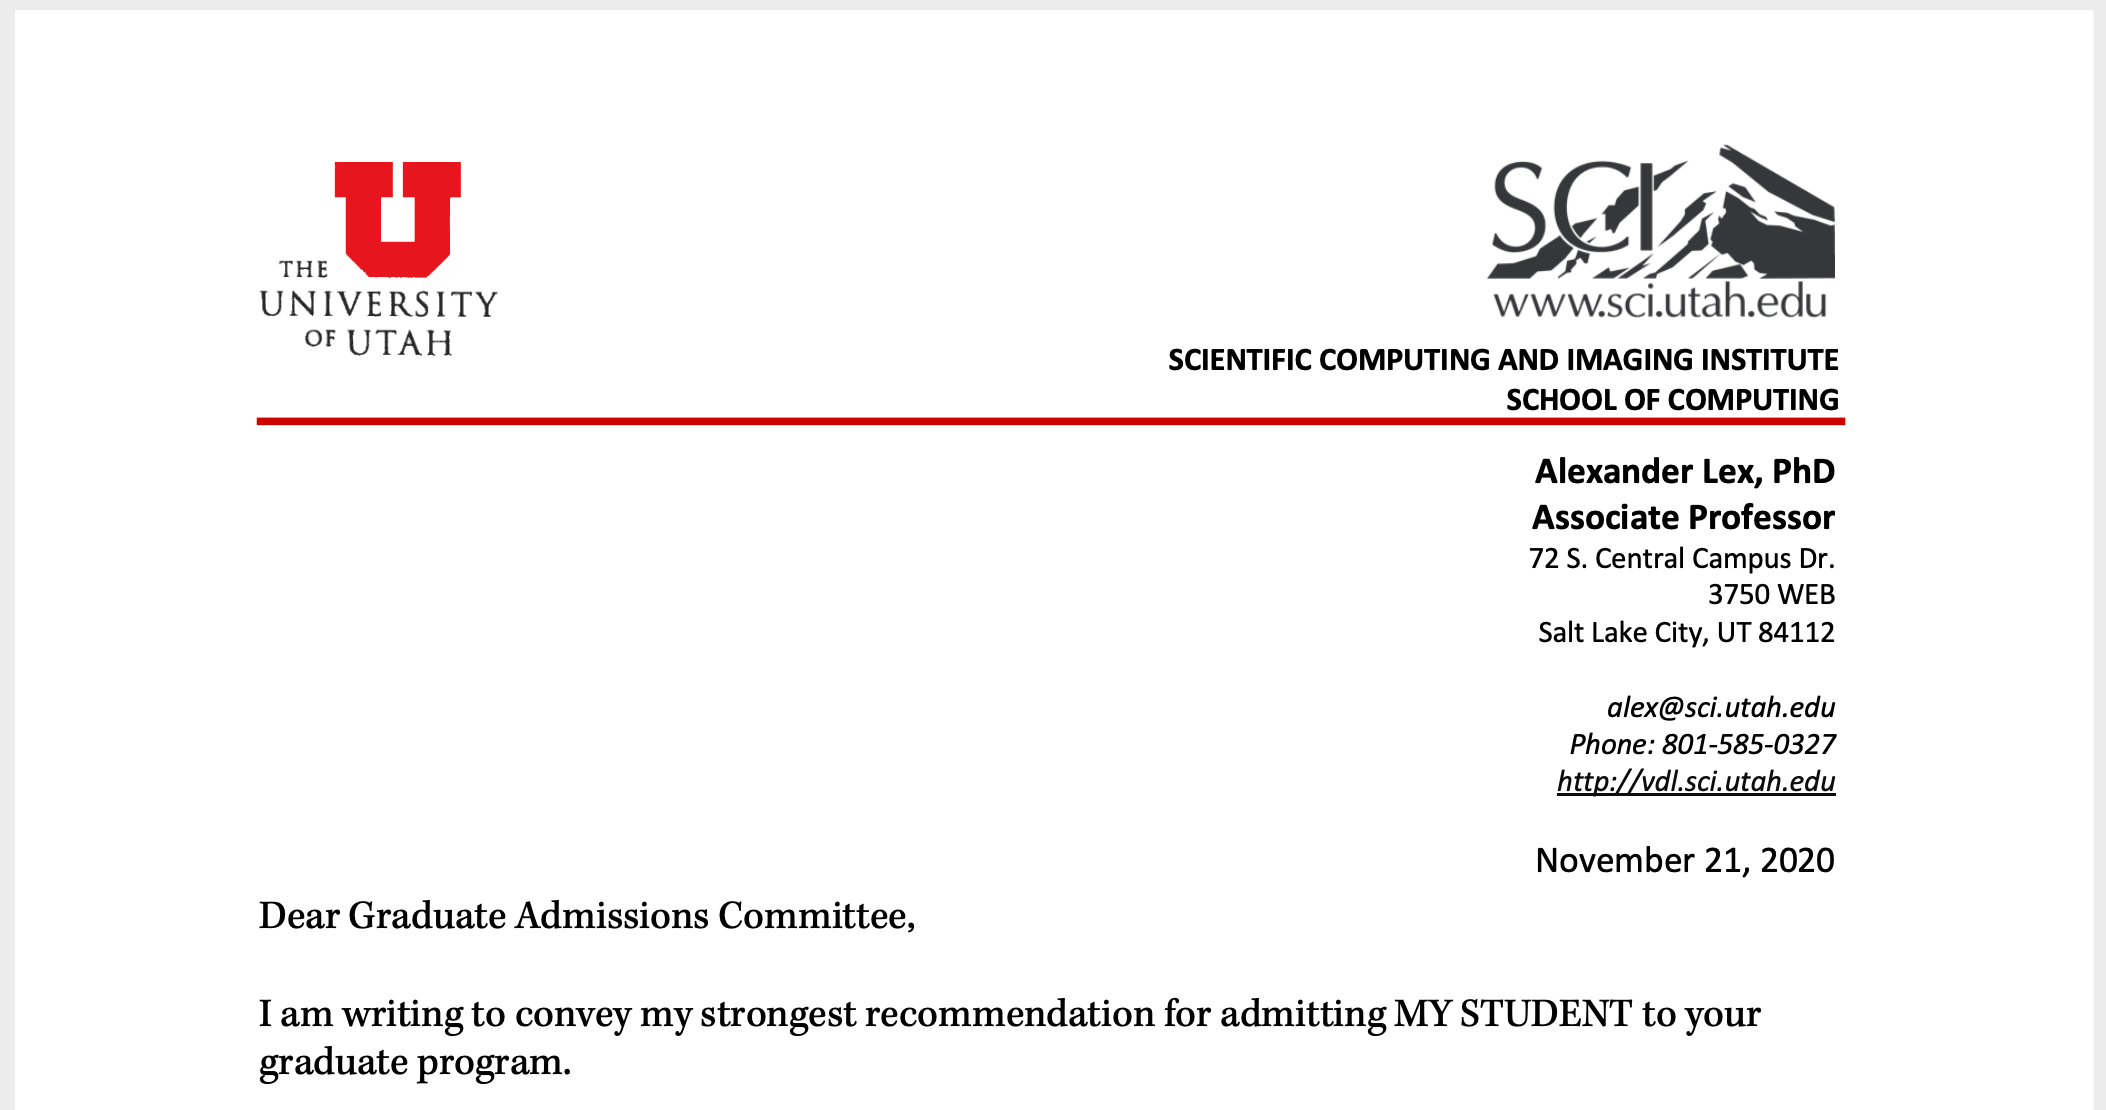 THE
UNIVERSITY
OF UTAH
SCI
www.sci.utah.edu
SCIENTIFIC COMPUTING AND IMAGING INSTITUTE
SCHOOL OF COMPUTING
Alexander Lex, PhD
Associate Professor
72 S. Central Campus Dr.
3750 WEB
Salt Lake City, UT 84112
alex@sci.utah.edu
Phone: 801-585-0327
http://vdl.sci.utah.edu
November 21, 2020
Dear Graduate Admissions Committee,
I am writing to convey my strongest recommendation for admitting MY STUDENT to your
graduate program.